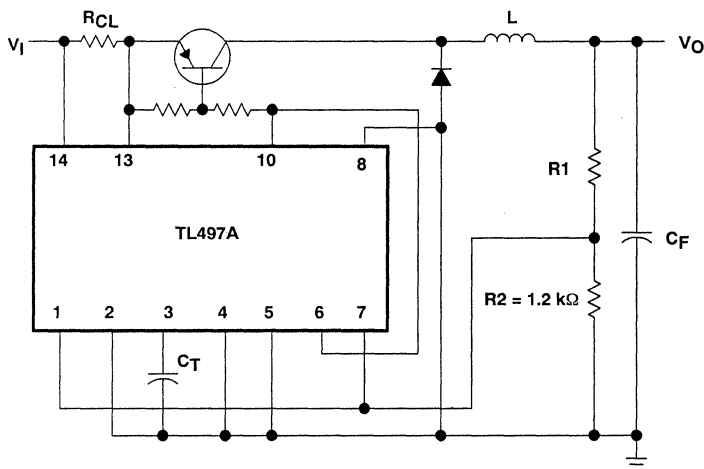 RCL
L
VI
VO
14 13 10 8
R1
TL497A
CF
R2 = 1.2 kΩ
1 2 3 4 5 6 7
CT